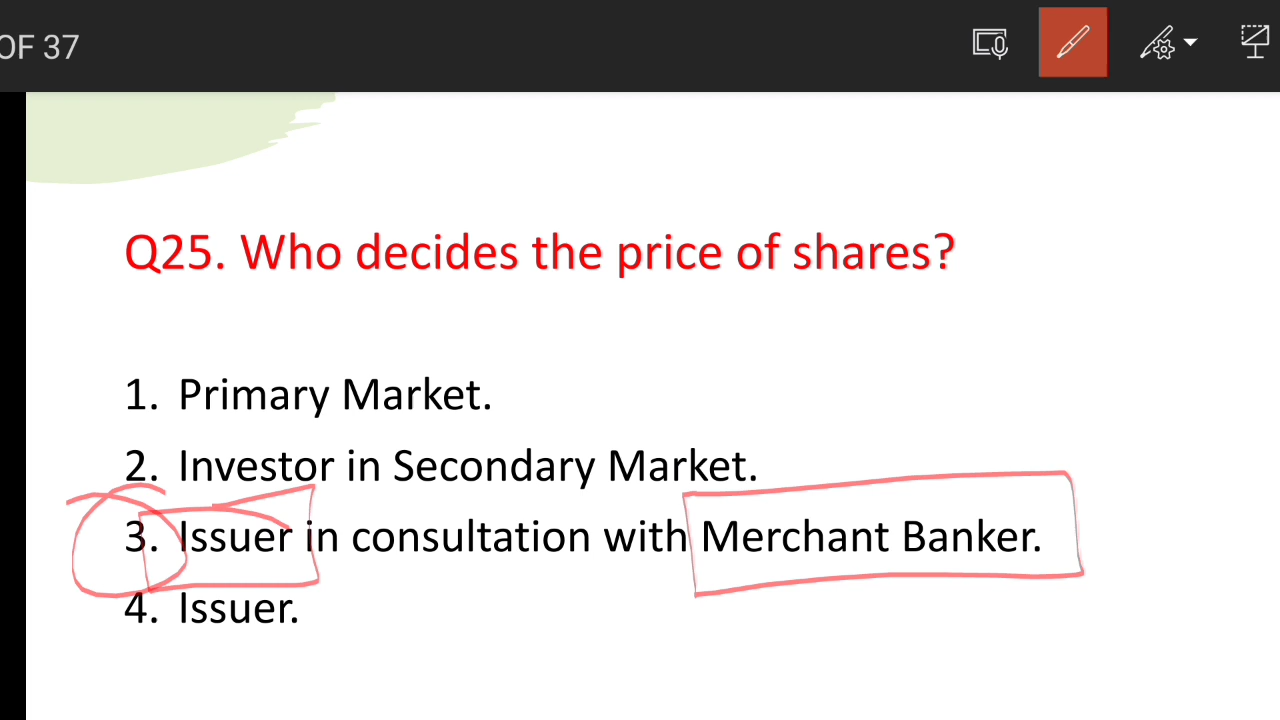 OF 37
Q25. Who decides the price of shares?
1. Primary Market.
2. Investor in Secondary Market.
3. Issuer in consultation with Merchant Banker.
4. Issuer.